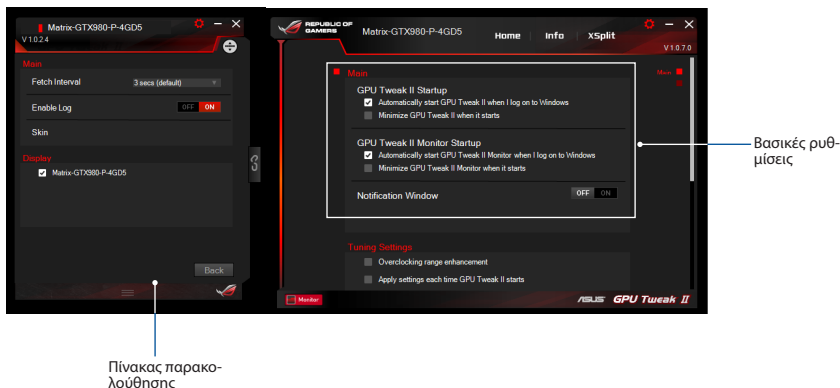 Matrix-GTX980-P-4GD5
V 1.0.2.4
Main
Fetch Interval 3 secs (default)
Enable Log OFF ON
Skin
Display
Matrix-GTX980-P-4GD5
Back
REPUBLIC OF
GAMERS
Matrix-GTX980-P-4GD5
Home Info XSplit
V 1.0.7.0
Main
Main
GPU Tweak II Startup
Automatically start GPU Tweak II when I log on to Windows
Minimize GPU Tweak II when it starts
GPU Tweak II Monitor Startup
Automatically start GPU Tweak II Monitor when I log on to Windows
Minimize GPU Tweak II Monitor when it starts
Notification Window OFF ON
Tuning Settings
Overclocking range enhancement
Apply settings each time GPU Tweak II starts
Monitor
ASUS GPU Tweak II
Βασικές ρυθ-
μίσεις
Πίνακας παρακο-
λούθησης